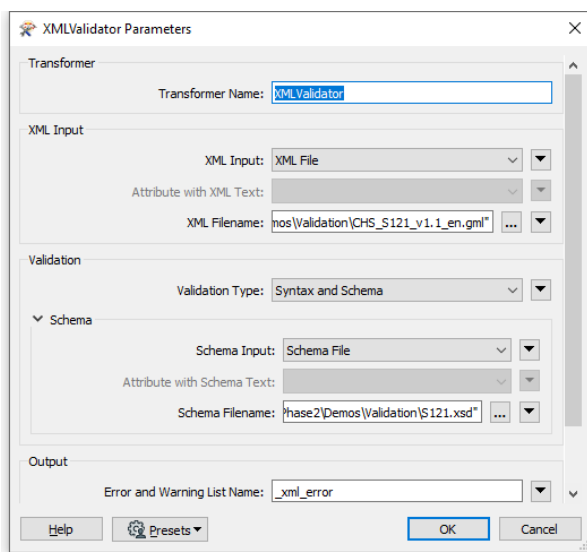 XMLValidator Parameters
Transformer
Transformer Name: XMLValidator
XML Input
XML Input: XML File
Attribute with XML Text:
XML Filename: nos\Validation\CHS_S121_v1.1_en.gml" ...
Validation
Validation Type: Syntax and Schema
Schema
Schema Input: Schema File
Attribute with Schema Text:
Schema Filename: Phase2\Demos\Validation\S121.xsd" ...
Output
Error and Warning List Name: _xml_error
Help Presets OK Cancel